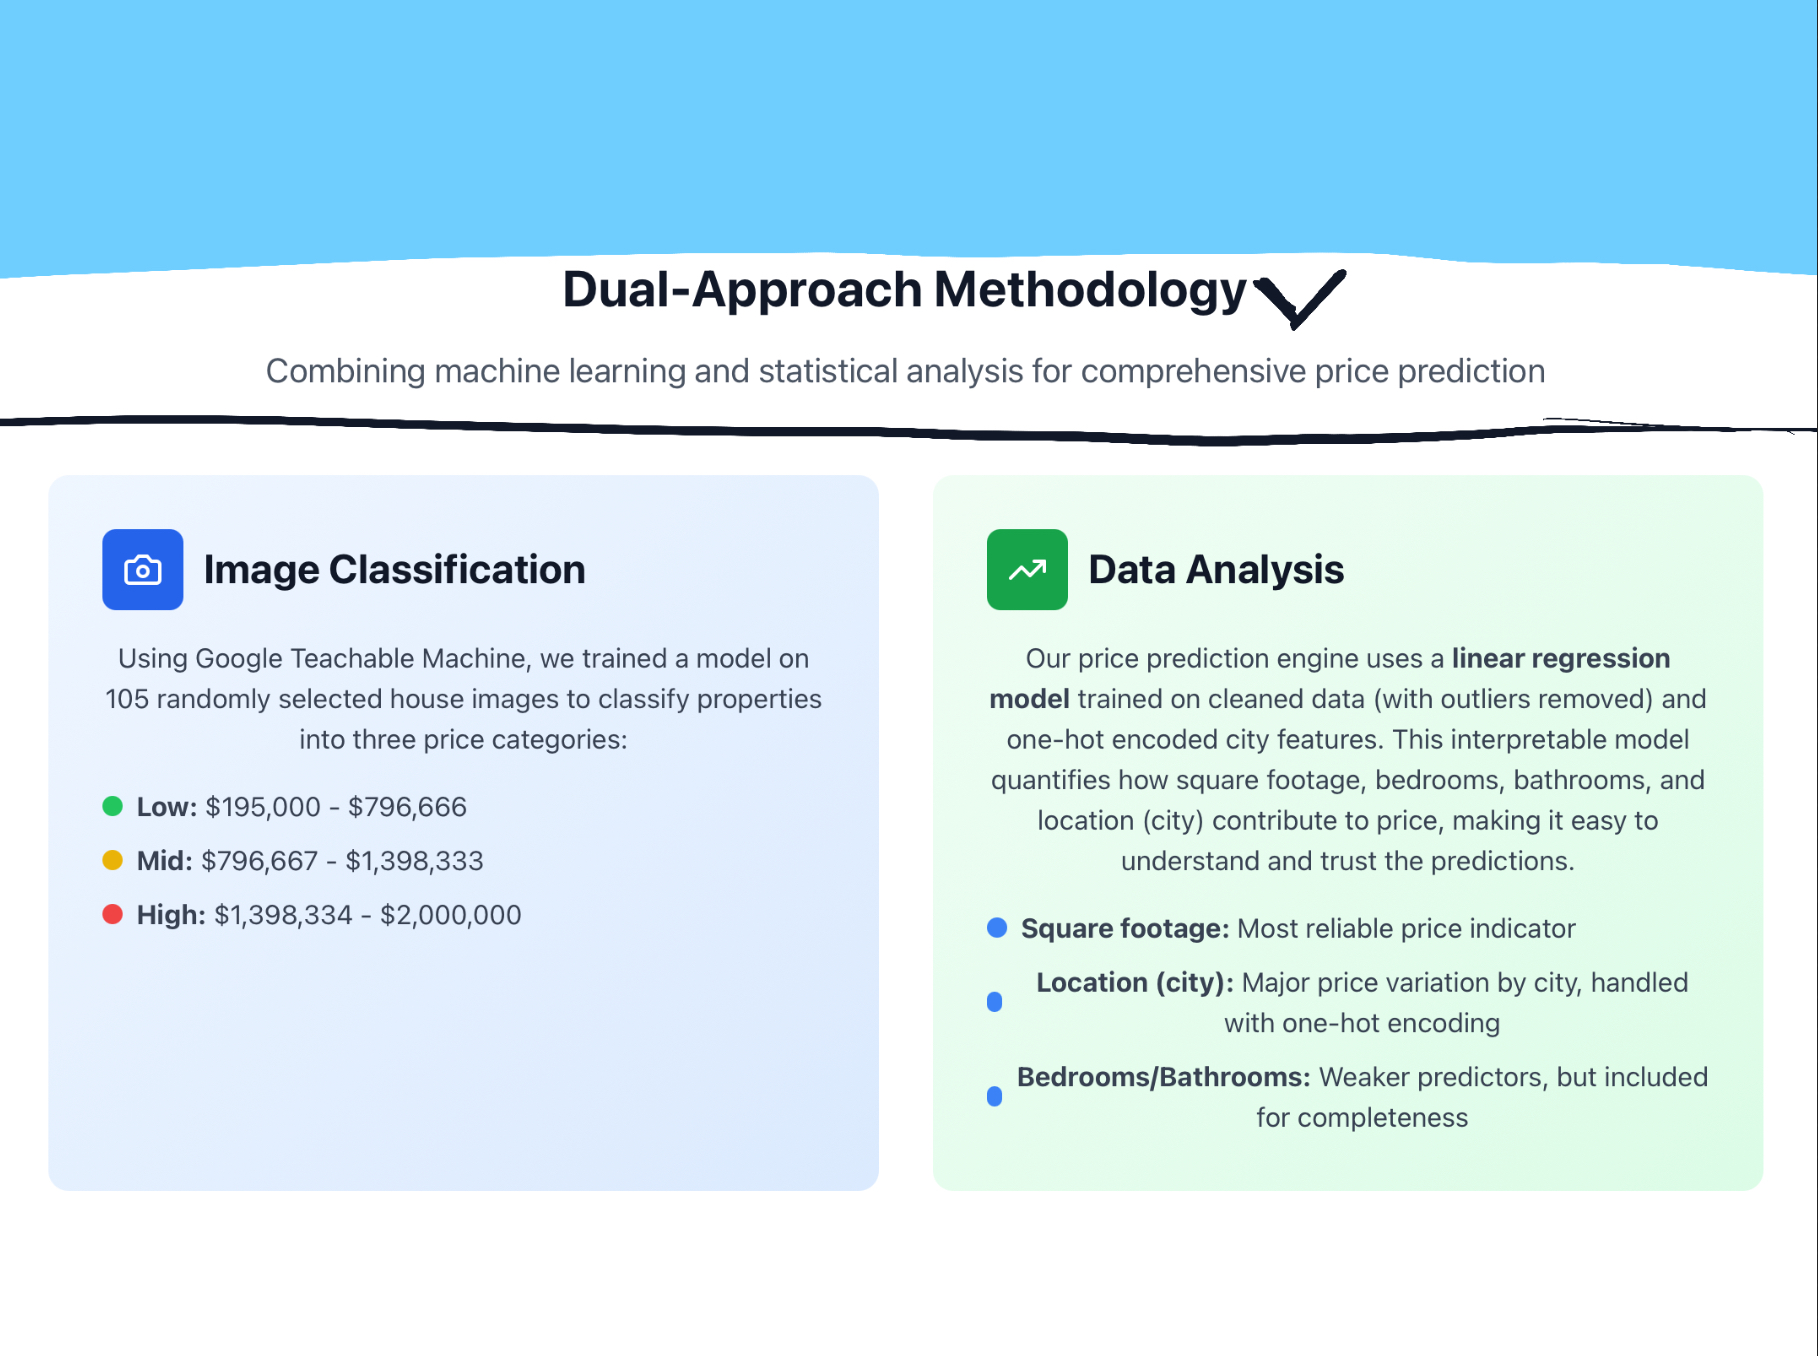 Dual-Approach Methodology
Combining machine learning and statistical analysis for comprehensive price prediction
Image Classification
Using Google Teachable Machine, we trained a model on
105 randomly selected house images to classify properties
into three price categories:
Low: $195,000 - $796,666
Mid: $796,667 - $1,398,333
High: $1,398,334 - $2,000,000
Data Analysis
Our price prediction engine uses a linear regression
model trained on cleaned data (with outliers removed) and
one-hot encoded city features. This interpretable model
quantifies how square footage, bedrooms, bathrooms, and
location (city) contribute to price, making it easy to
understand and trust the predictions.
Square footage: Most reliable price indicator
Location (city): Major price variation by city, handled
with one-hot encoding
Bedrooms/Bathrooms: Weaker predictors, but included
for completeness